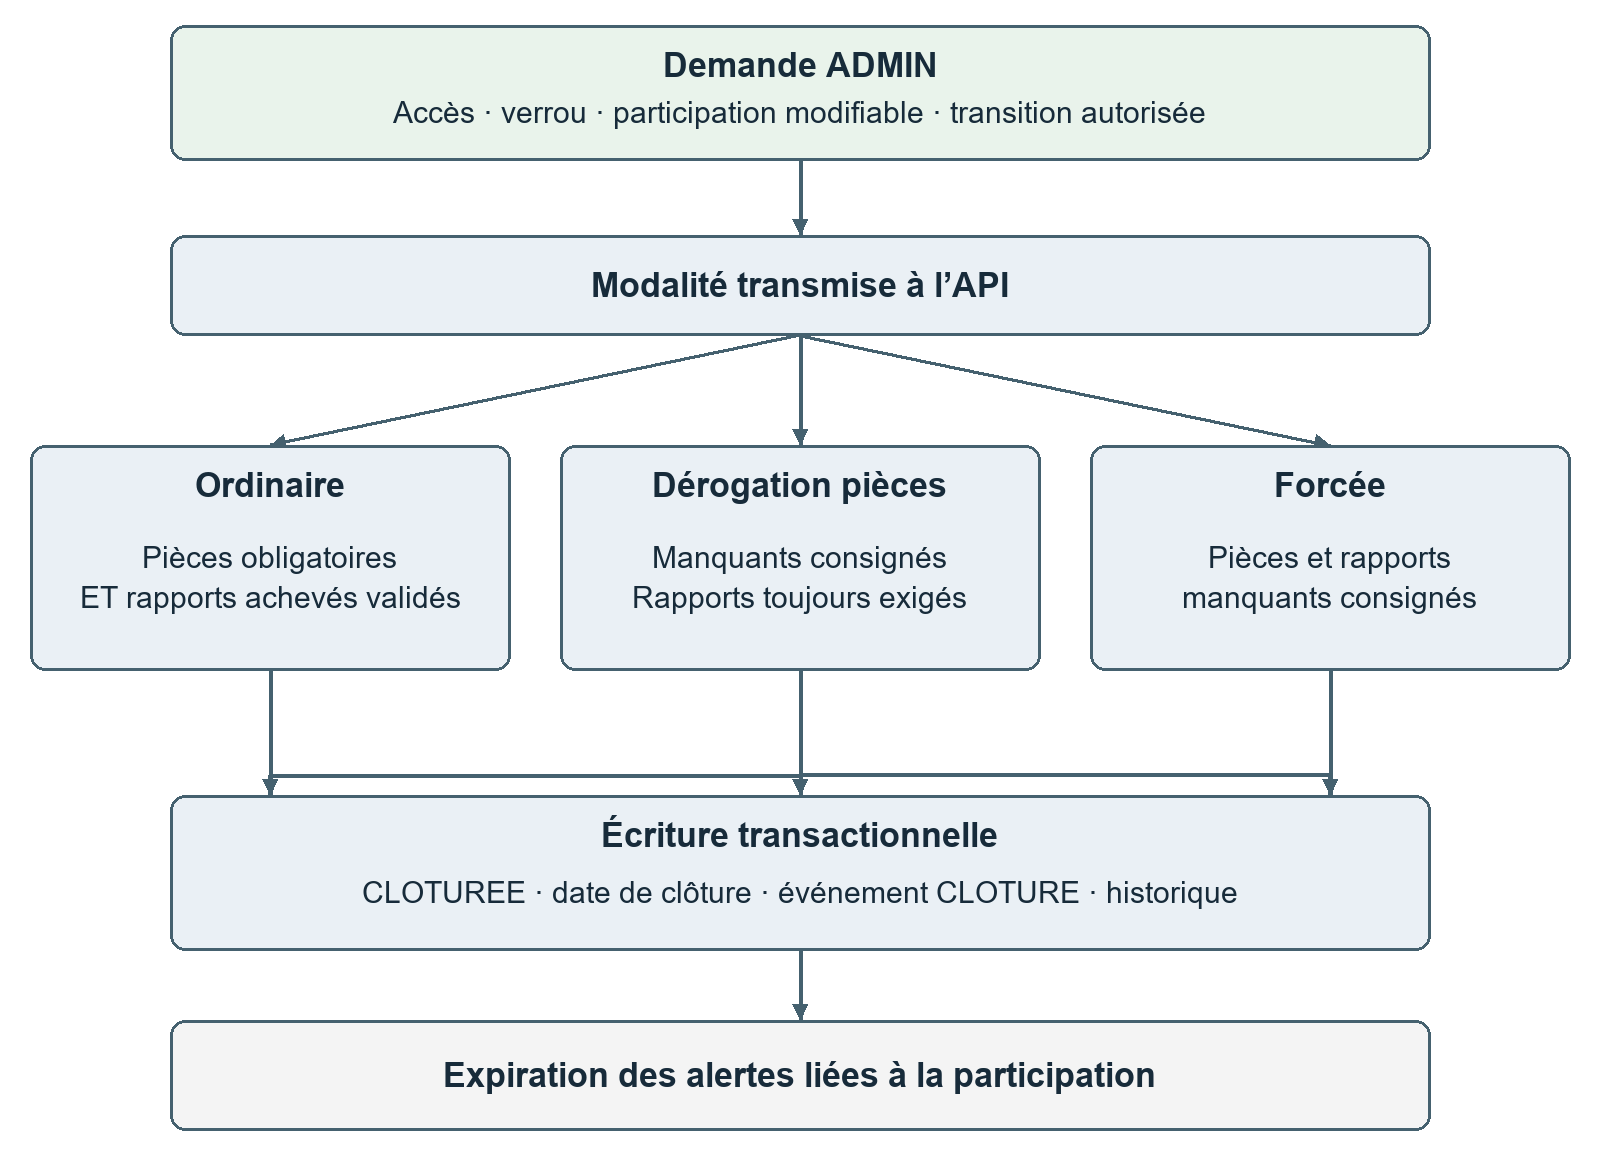 Demande ADMIN
Accès · verrou · participation modifiable · transition autorisée
Modalité transmise à l’API
Ordinaire
Pièces obligatoires
ET rapports achevés validés
Dérogation pièces
Manquants consignés
Rapports toujours exigés
Forcée
Pièces et rapports
manquants consignés
Écriture transactionnelle
CLOTUREE · date de clôture · événement CLOTURE · historique
Expiration des alertes liées à la participation